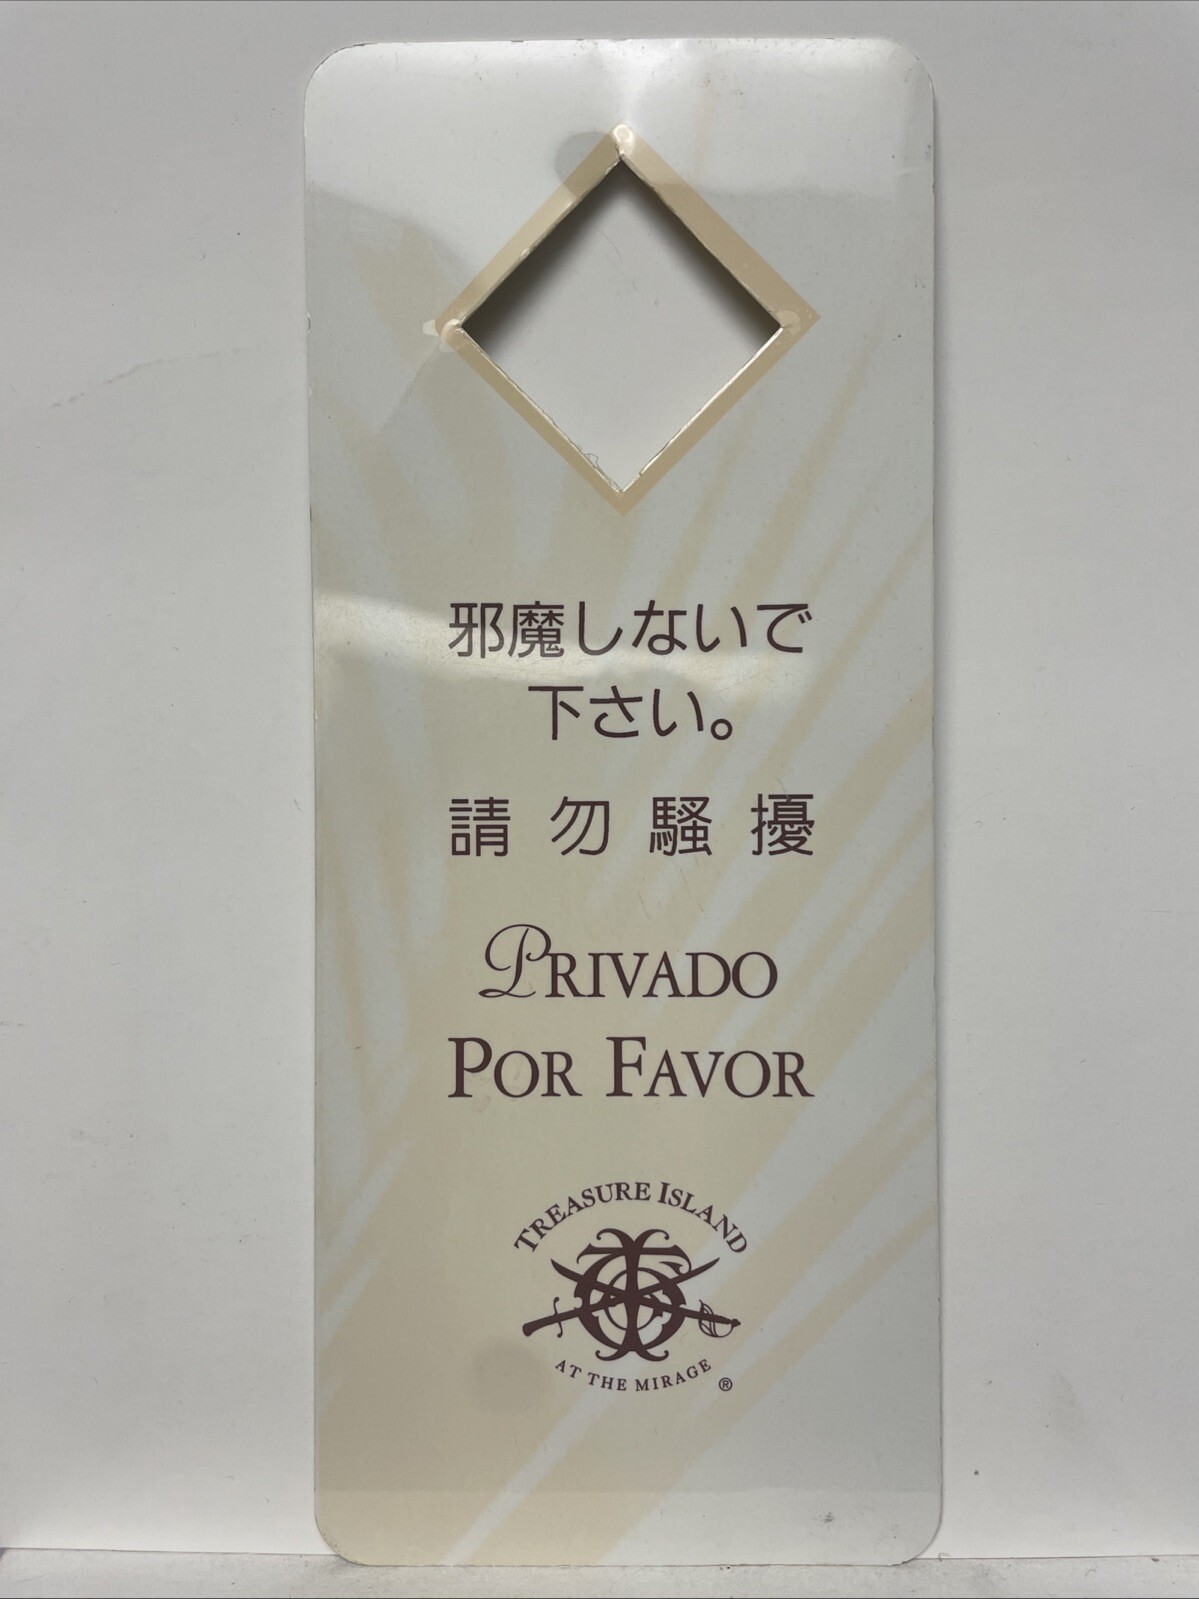 邪魔しないで
下さい。
請勿騷擾
PRIVADO
POR FAVOR
TREASURE ISLAND
AT THE MIRAGE ®